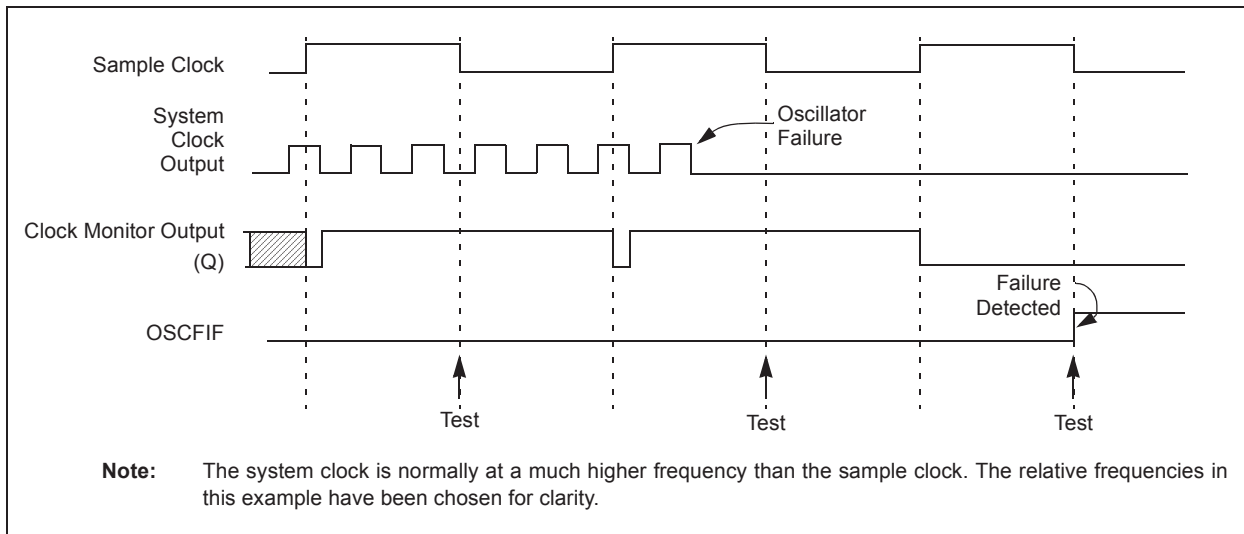 Sample Clock
System
Clock
Output
Oscillator
Failure
Clock Monitor Output
(Q)
Failure
Detected
OSCFIF
Test
Test
Test
Note: The system clock is normally at a much higher frequency than the sample clock. The relative frequencies in
this example have been chosen for clarity.